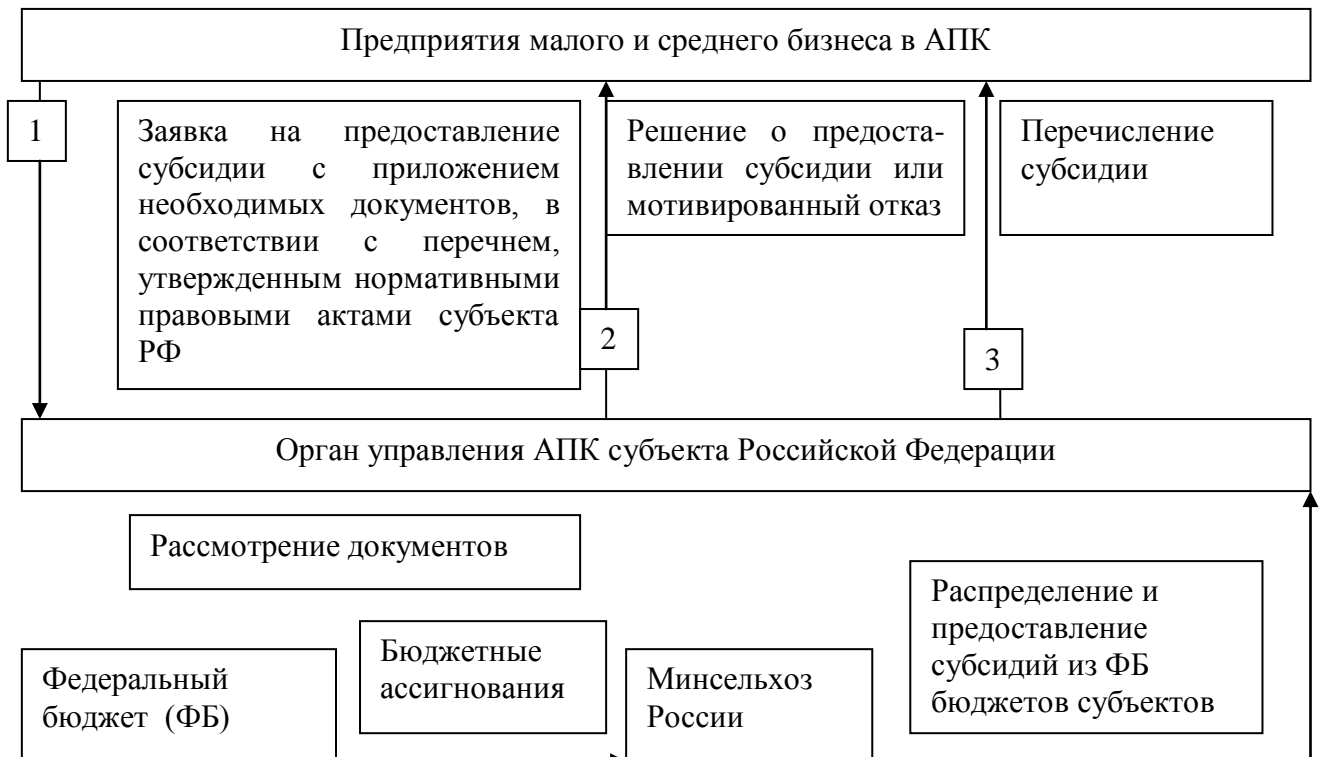 Предприятия малого и среднего бизнеса в АПК
1
Заявка на предоставление
субсидии с приложением
необходимых документов, в
соответствии с перечнем,
утвержденным нормативными
правовыми актами субъекта
РФ
2
Решение о предоста-
влении субсидии или
мотивированный отказ
3
Перечисление
субсидии
Орган управления АПК субъекта Российской Федерации
Рассмотрение документов
Федеральный
бюджет (ФБ)
Бюджетные
ассигнования
Минсельхоз
России
Распределение и
предоставление
субсидий из ФБ
бюджетов субъектов